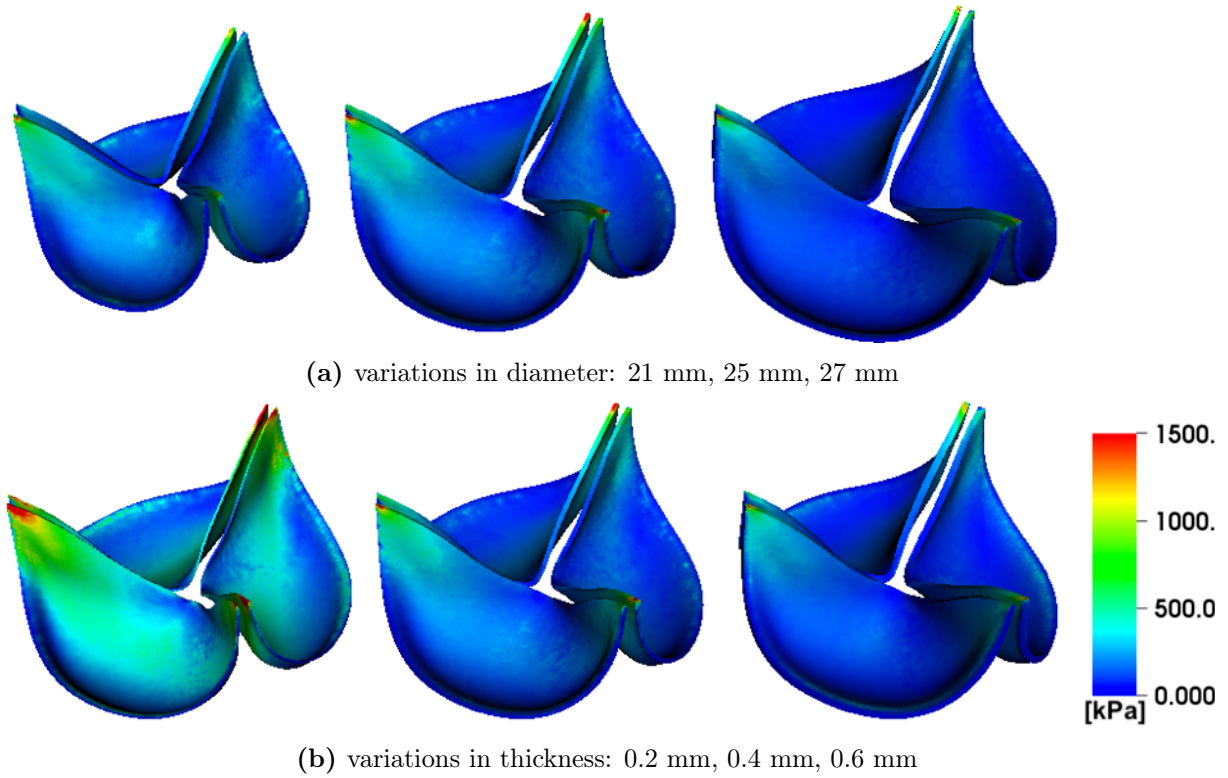 (a) variations in diameter: 21 mm, 25 mm, 27 mm
1500.
1000.
500.0
0.000
[kPa]
(b) variations in thickness: 0.2 mm, 0.4 mm, 0.6 mm